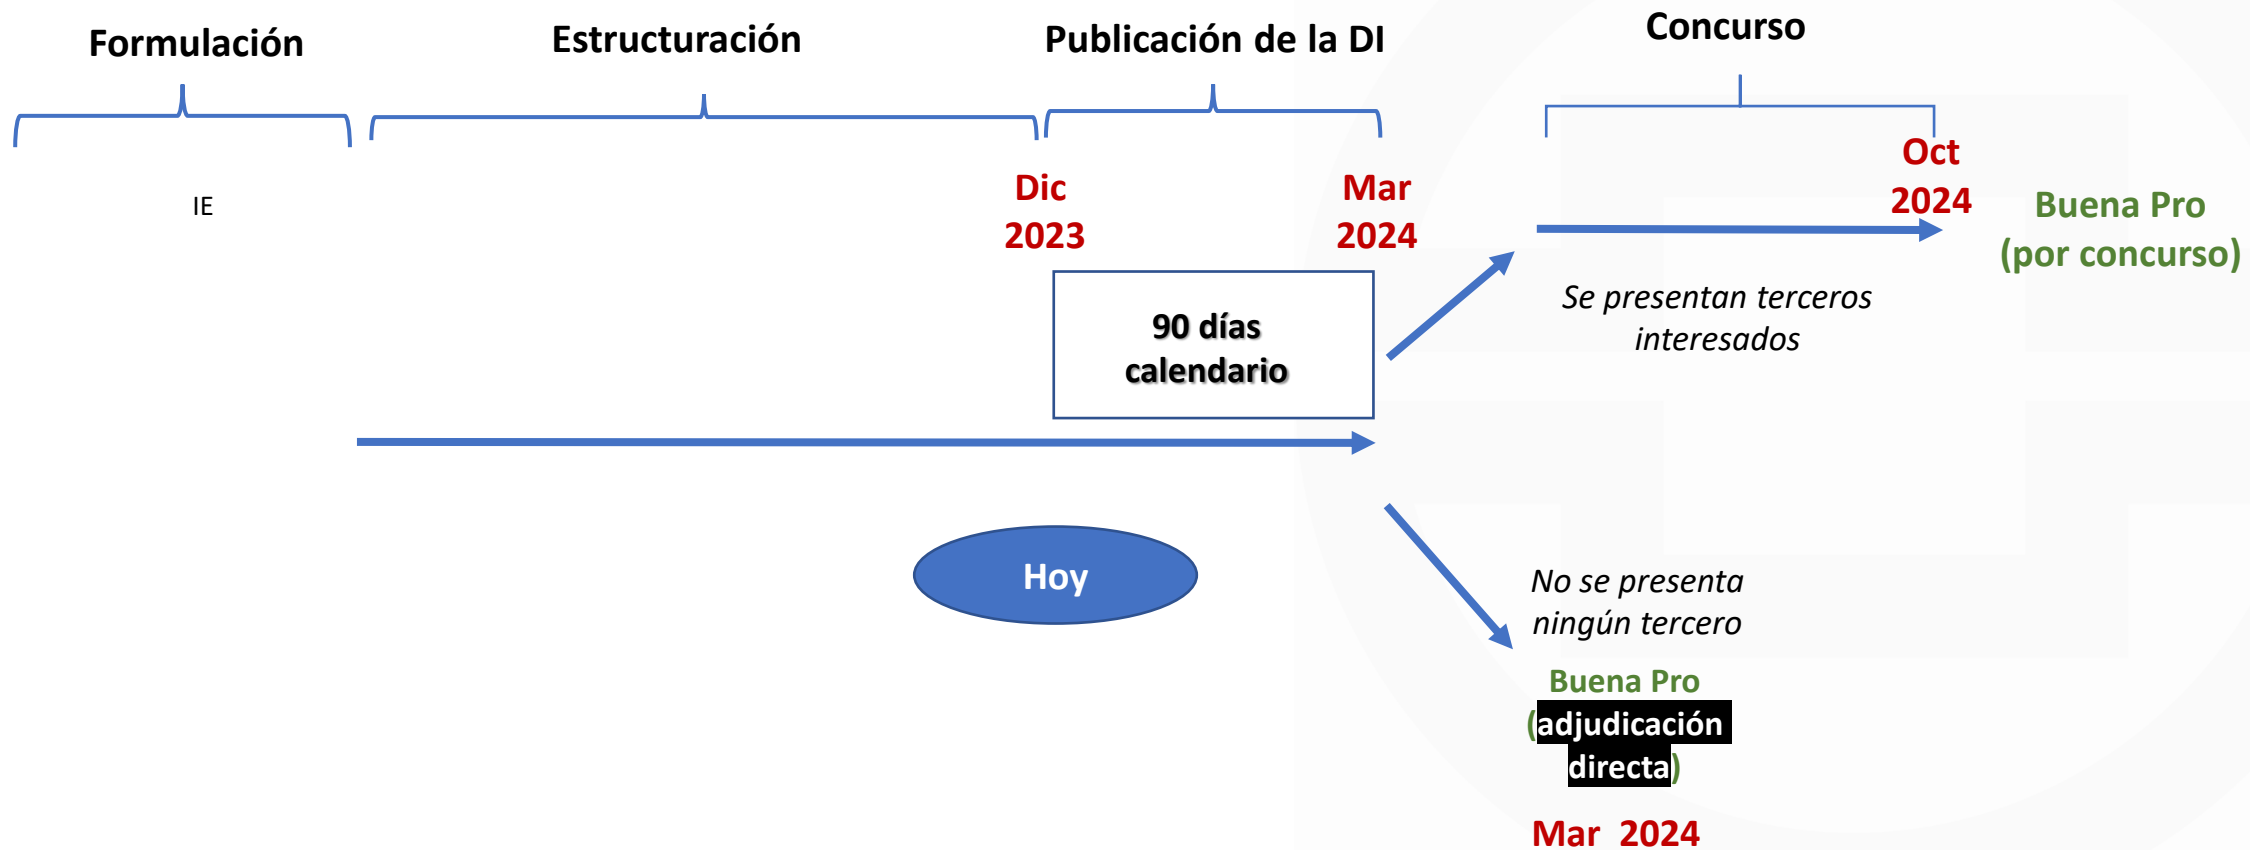 Formulación
Estructuración
Publicación de la DI
Concurso
IE
Dic
2023
Mar
2024
Oct
2024
Buena Pro
(por concurso)
90 días
calendario
Se presentan terceros
interesados
Hoy
No se presenta
ningún tercero
Buena Pro
(adjudicación
directa)
Mar 2024